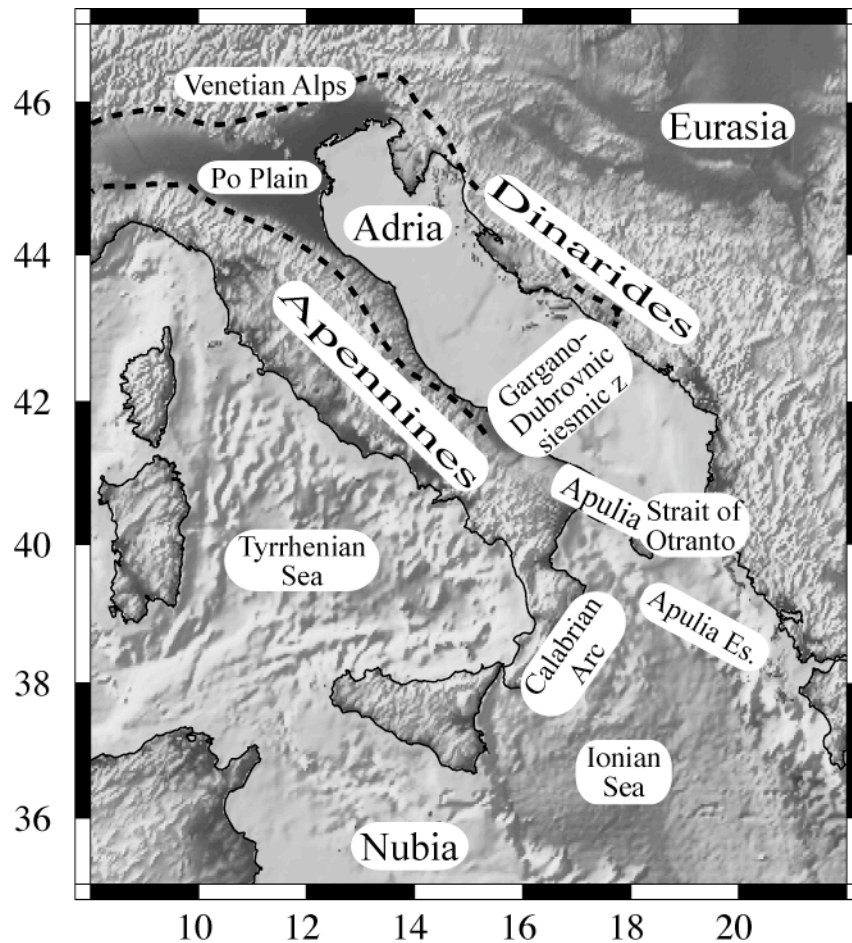 Venetian Alps
46
Eurasia
Po Plain
Dinarides
Adria
44
Apennines
Gargano-
Dubrovnic
siesmic z
42
Apulia
Strait of
Otranto
40
Tyrrhenian
Sea
Calabrian
Arc
Apulia Es.
38
Ionian
Sea
36
Nubia
10 12 14 16 18 20